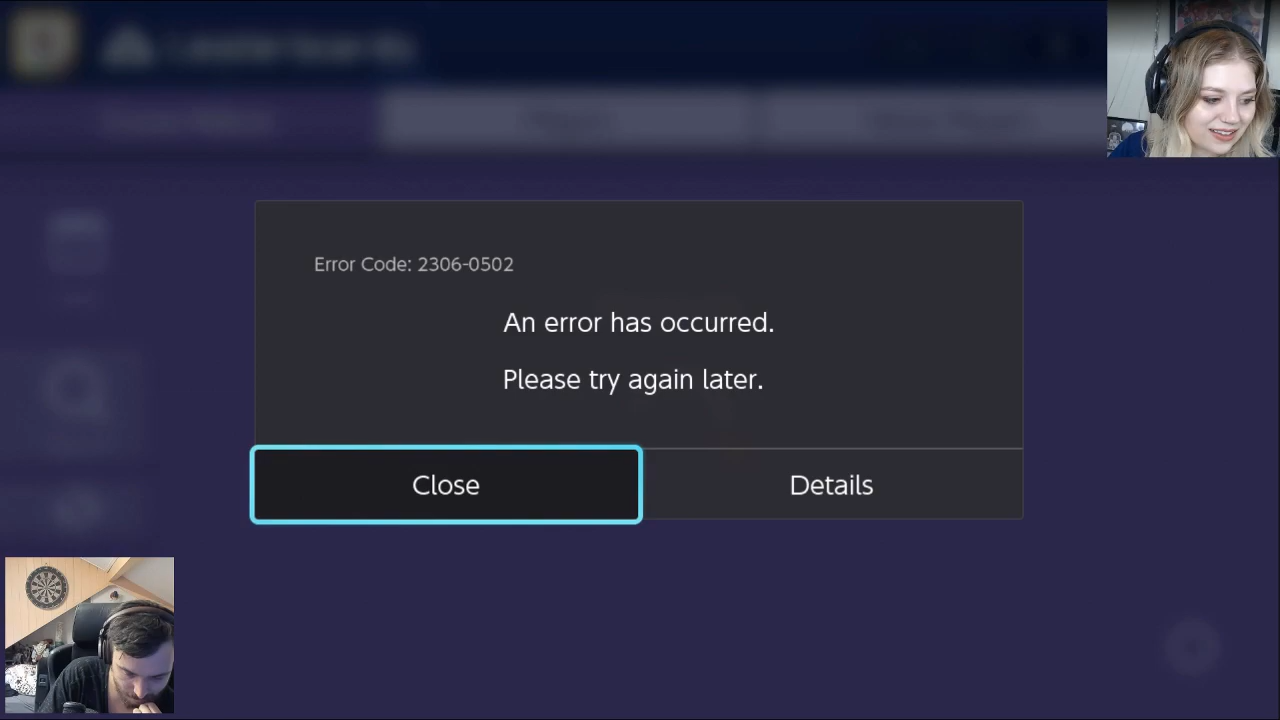 Error Code: 2306-0502
An error has occurred.
Please try again later.
Close
Details